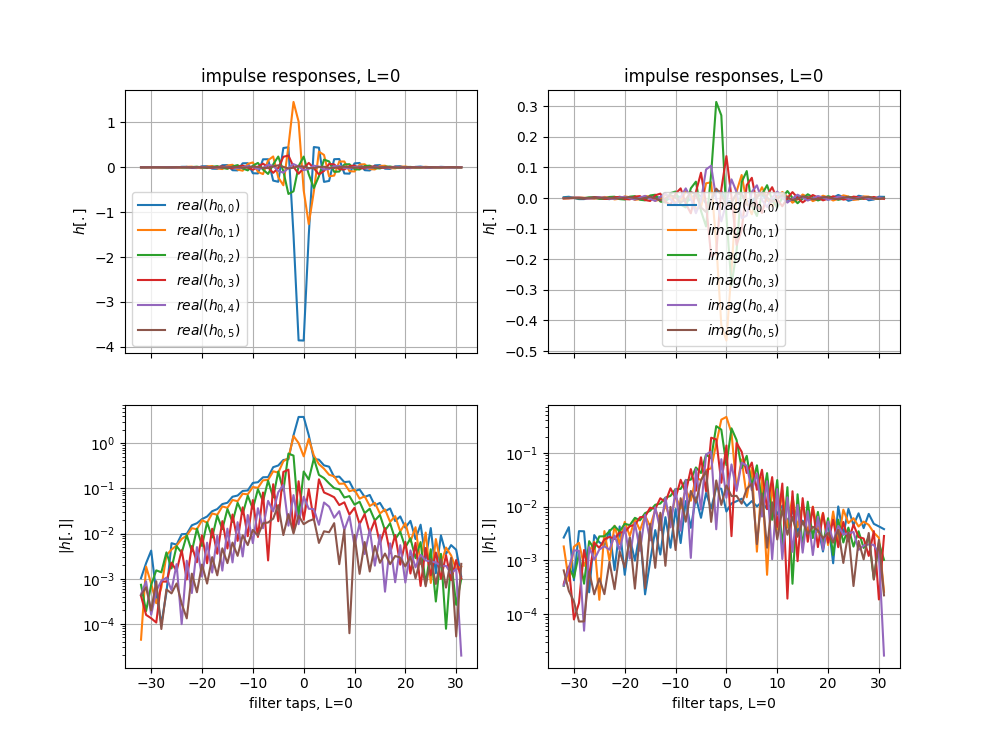 impulse responses, L=0
impulse responses, L=0
h[.]
1
0
−1
−2
−3
−4
real(h0,0)
real(h0,1)
real(h0,2)
real(h0,3)
real(h0,4)
real(h0,5)
h[.]
0.3
0.2
0.1
0.0
−0.1
−0.2
−0.3
−0.4
−0.5
imag(h0,0)
imag(h0,1)
imag(h0,2)
imag(h0,3)
imag(h0,4)
imag(h0,5)
|h[.]|
10⁰
10⁻¹
10⁻²
10⁻³
10⁻⁴
−30 −20 −10 0 10 20 30
filter taps, L=0
|h[.]|
10⁻¹
10⁻²
10⁻³
10⁻⁴
−30 −20 −10 0 10 20 30
filter taps, L=0